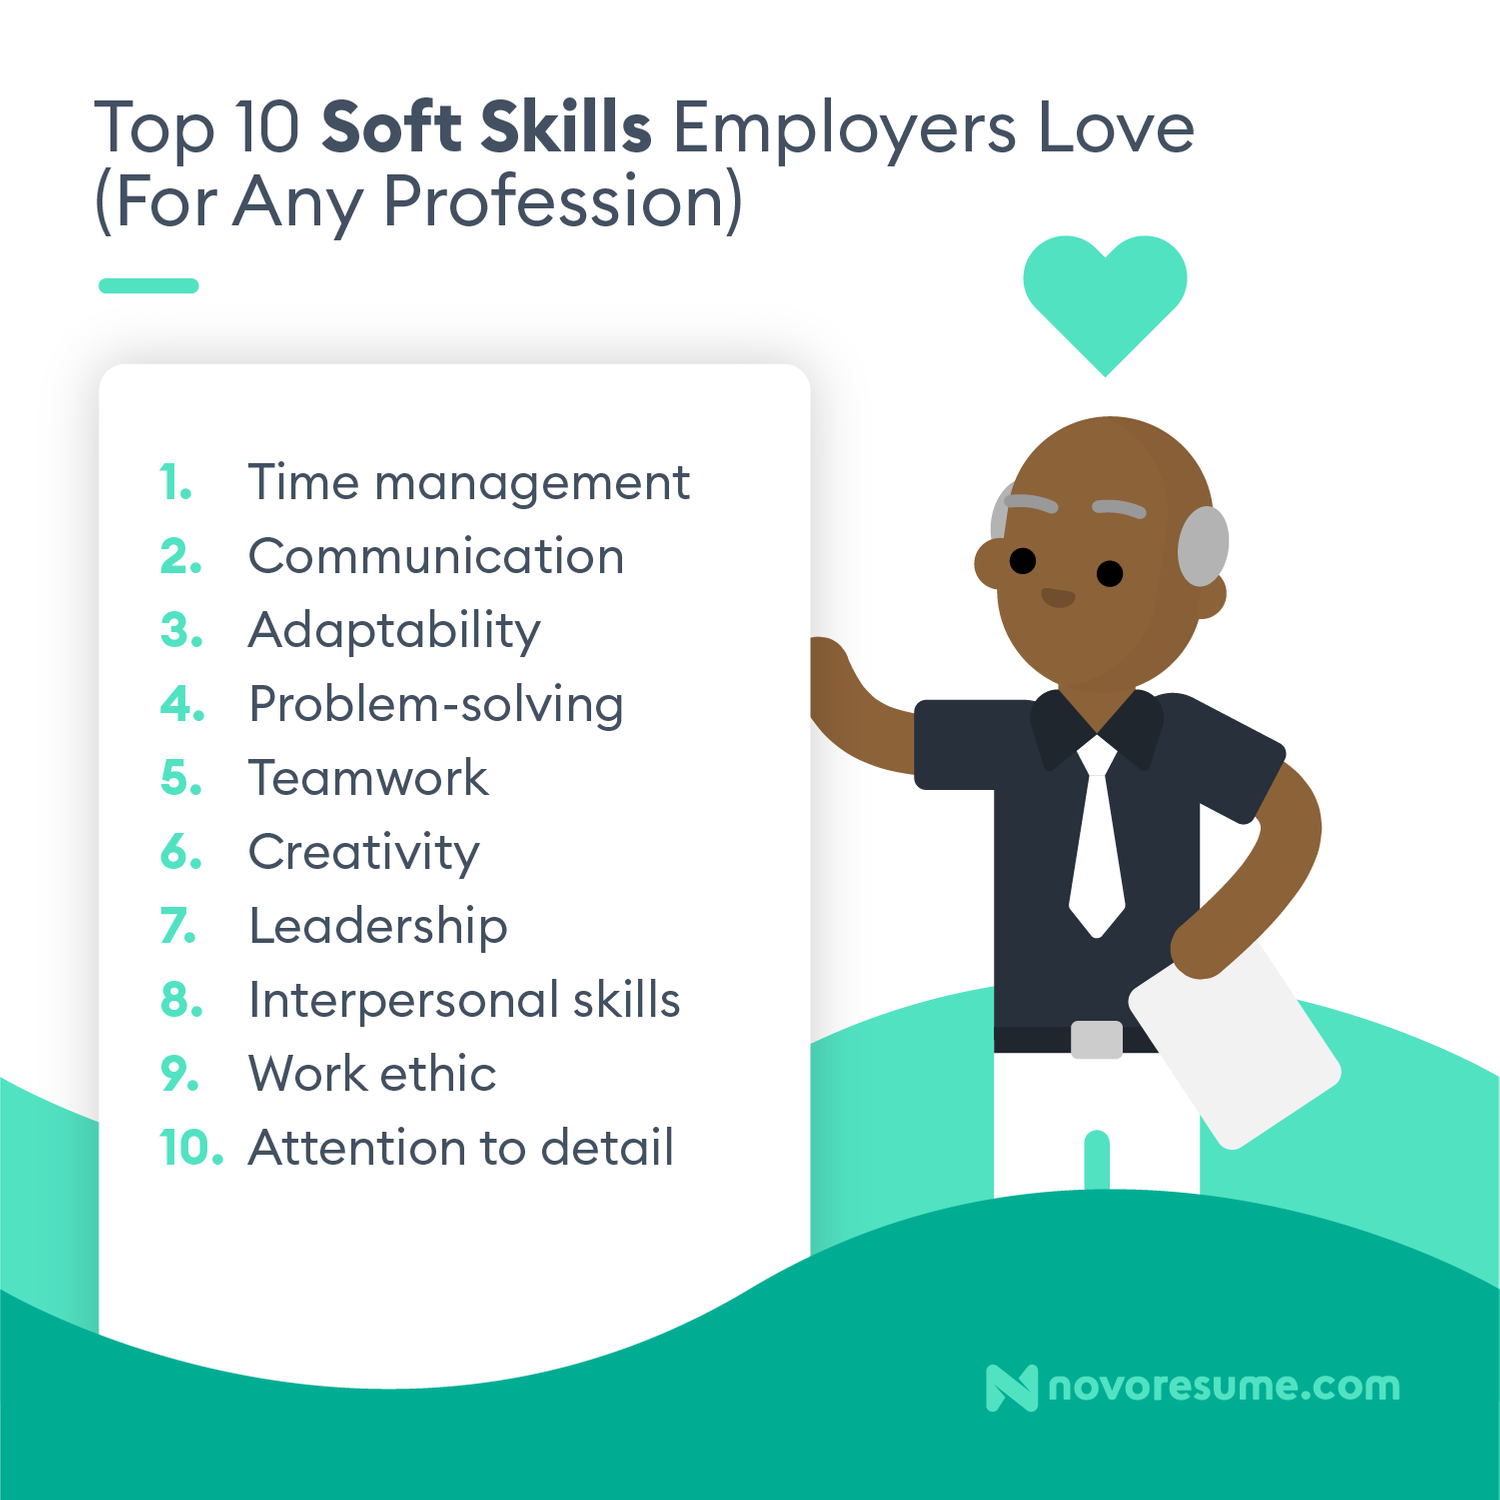 Top 10 Soft Skills Employers Love
(For Any Profession)
1. Time management
2. Communication
3. Adaptability
4. Problem-solving
5. Teamwork
6. Creativity
7. Leadership
8. Interpersonal skills
9. Work ethic
10. Attention to detail
novoresume.com